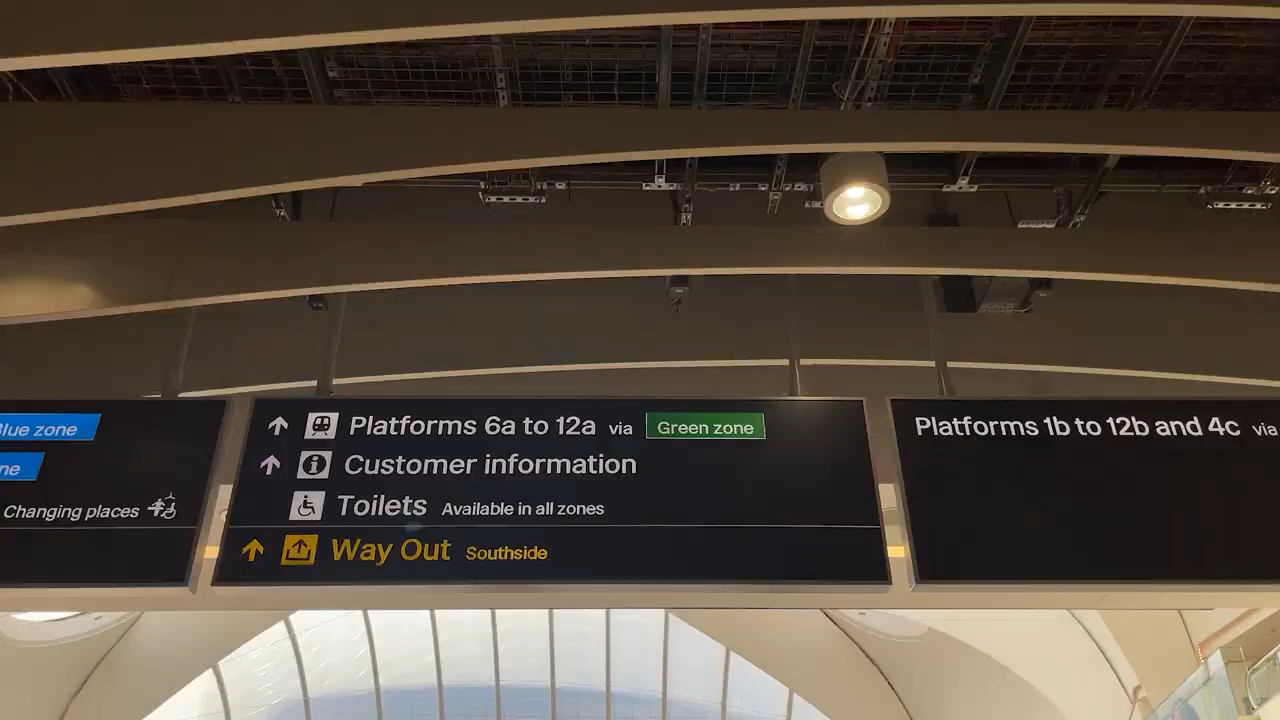 Blue zone
Changing places
Platforms 6a to 12a via Green zone
Customer information
Toilets Available in all zones
Way Out Southside
Platforms 1b to 12b and 4c via